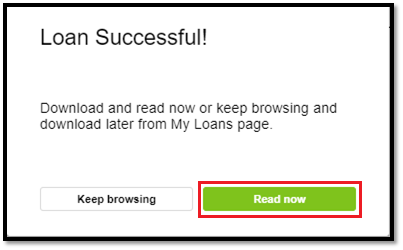 Loan Successful!
Download and read now or keep browsing and
download later from My Loans page.
Keep browsing
Read now